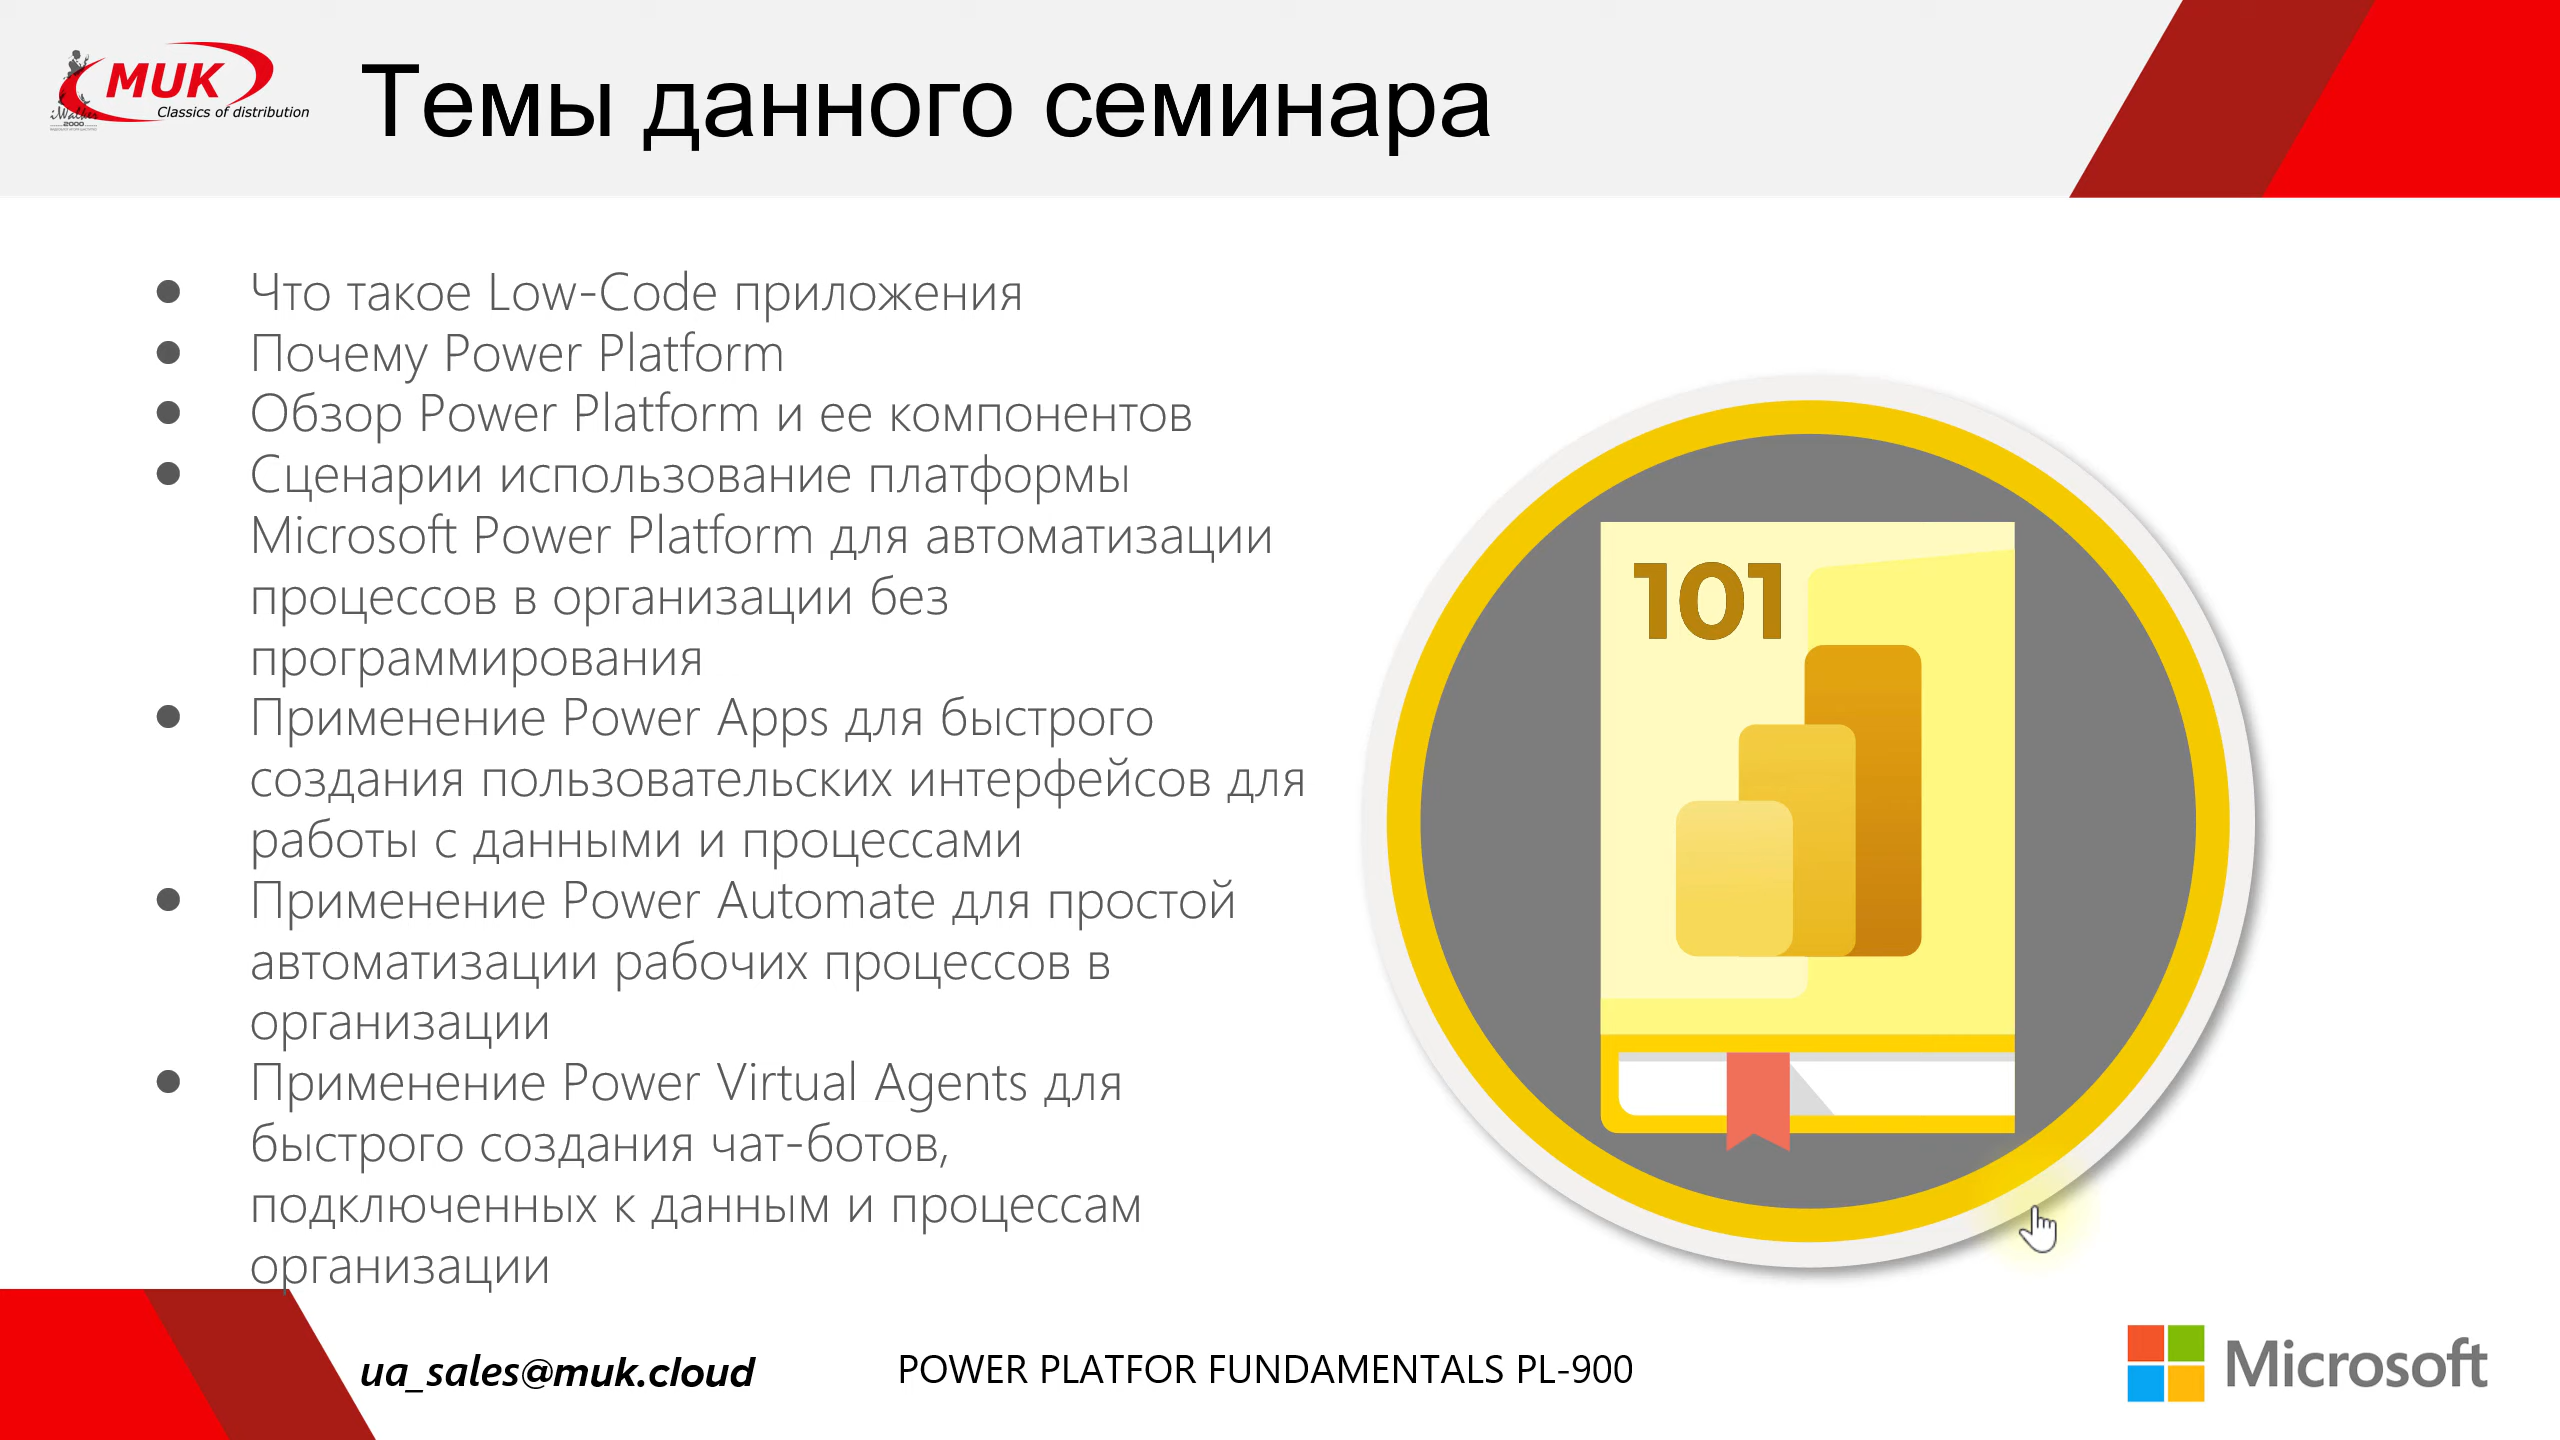 MUK
Classics of distribution
iWalker
2000
Темы данного семинара
● Что такое Low-Code приложения
● Почему Power Platform
● Обзор Power Platform и ее компонентов
● Сценарии использование платформы
Microsoft Power Platform для автоматизации
процессов в организации без
программирования
● Применение Power Apps для быстрого
создания пользовательских интерфейсов для
работы с данными и процессами
● Применение Power Automate для простой
автоматизации рабочих процессов в
организации
● Применение Power Virtual Agents для
быстрого создания чат-ботов,
подключенных к данным и процессам
организации
101
ua_sales@muk.cloud
POWER PLATFOR FUNDAMENTALS PL-900
Microsoft